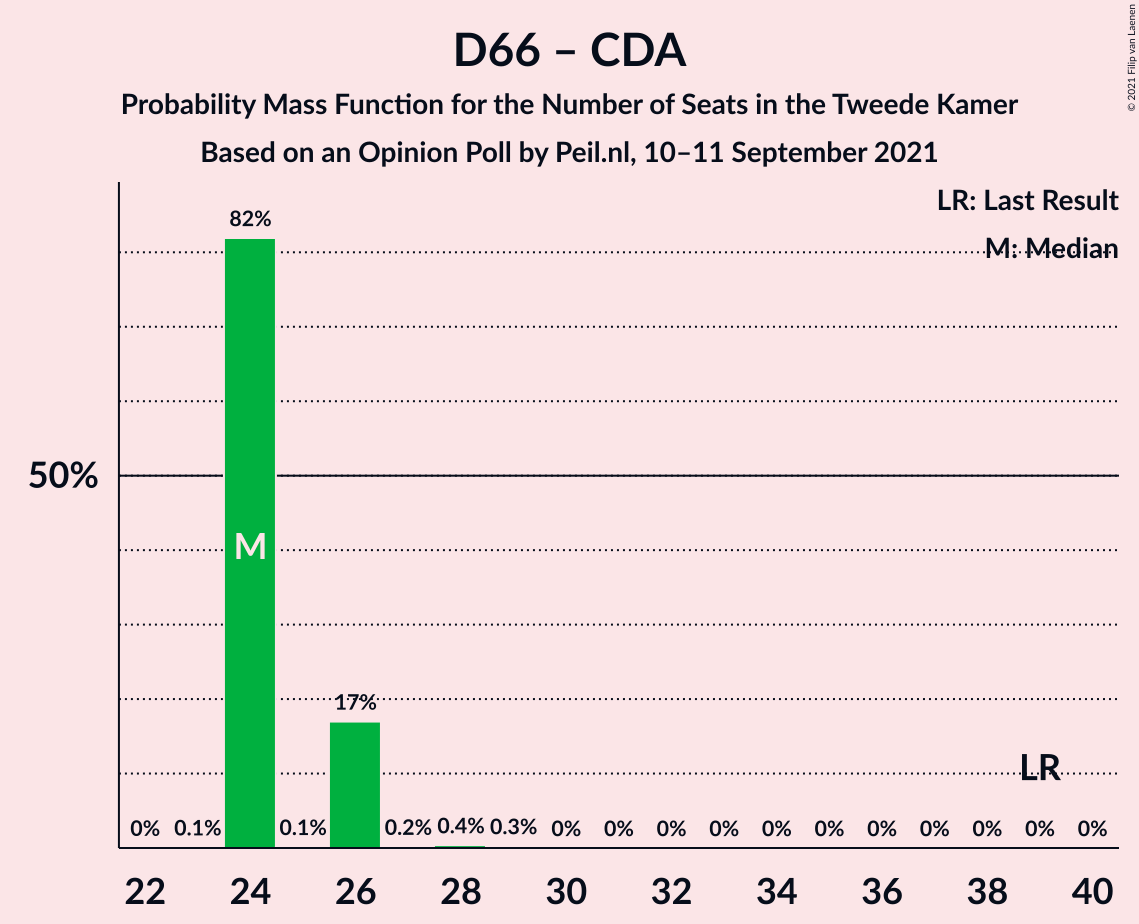 D66 – CDA
Probability Mass Function for the Number of Seats in the Tweede Kamer
Based on an Opinion Poll by Peil.nl, 10–11 September 2021
© 2021 Filip van Laenen
LR: Last Result
M: Median
82%
50%
M
17%
LR
0% 0.1% 0.1% 0.2% 0.4% 0.3% 0% 0% 0% 0% 0% 0% 0% 0% 0% 0% 0%
22 24 26 28 30 32 34 36 38 40